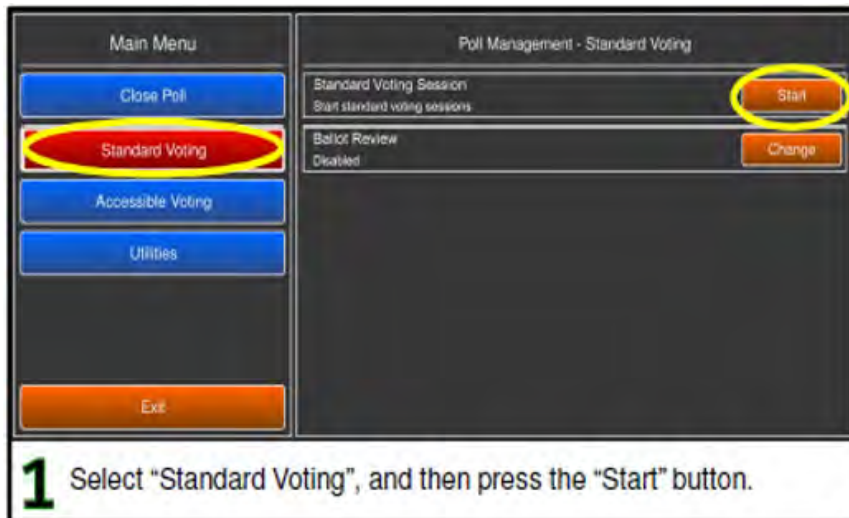 Main Menu
Close Poll
Standard Voting
Accessible Voting
Utilities
Exit
Poll Management - Standard Voting
Standard Voting Session
Start standard voting sessions
Start
Ballot Review
Disabled
Change
1 Select “Standard Voting”, and then press the “Start” button.